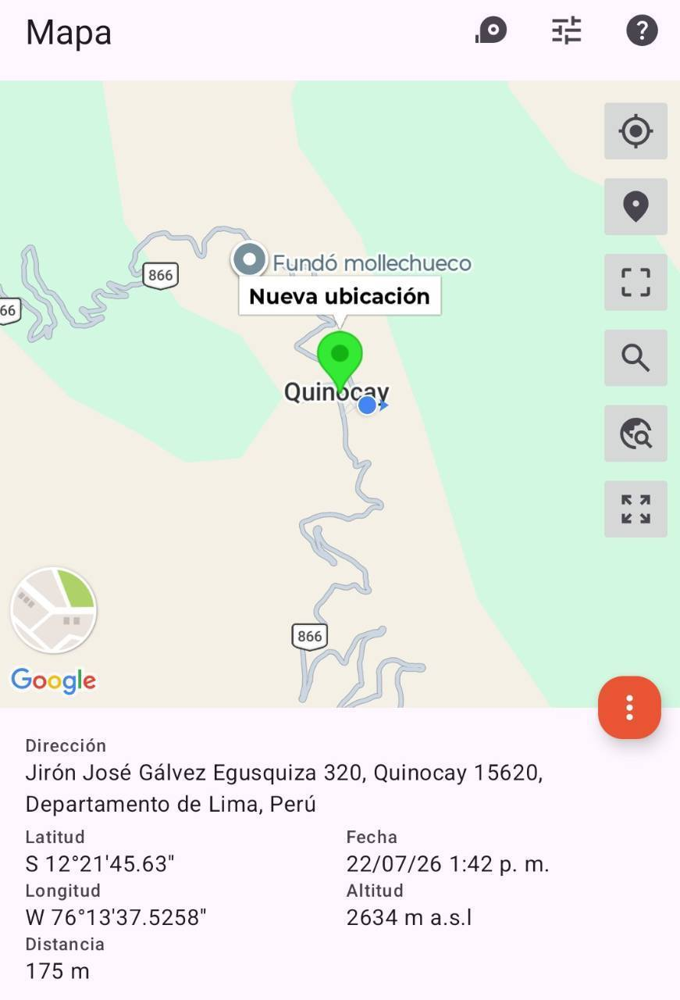 Mapa
866
Fundó mollechueco
Nueva ubicación
66
Quinocay
866
Google
Dirección
Jirón José Gálvez Egusquiza 320, Quinocay 15620,
Departamento de Lima, Perú
Latitud
Fecha
S 12°21'45.63"
22/07/26 1:42 p. m.
Longitud
Altitud
W 76°13'37.5258"
2634 m a.s.l
Distancia
175 m